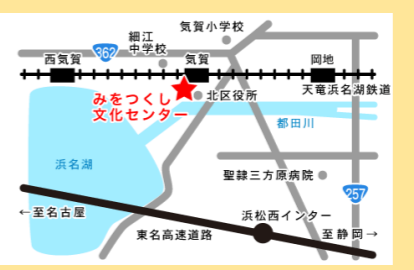 気賀小学校
細江
中学校
362
西気賀
気賀
岡地
天竜浜名湖鉄道
北区役所
みをつくし
文化センター
都田川
浜名湖
聖隷三方原病院
257
浜松西インター
←至名古屋
東名高速道路
至静岡→